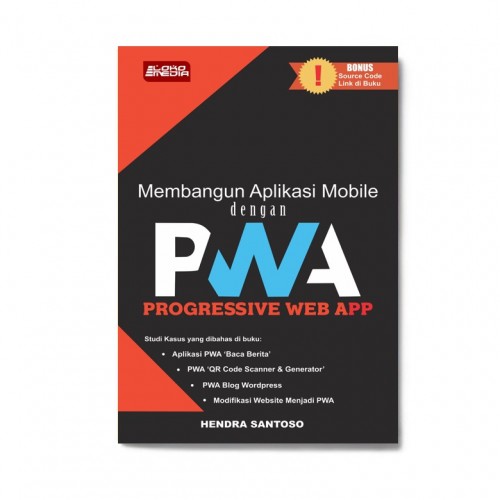 LOKO
MEDIA
BONUS
Source Code
Link di Buku
Membangun Aplikasi Mobile
dengan
PWA
PROGRESSIVE WEB APP
Studi Kasus yang dibahas di buku:
• Aplikasi PWA 'Baca Berita'
• PWA 'QR Code Scanner & Generator'
• PWA Blog Wordpress
• Modifikasi Website Menjadi PWA
HENDRA SANTOSO